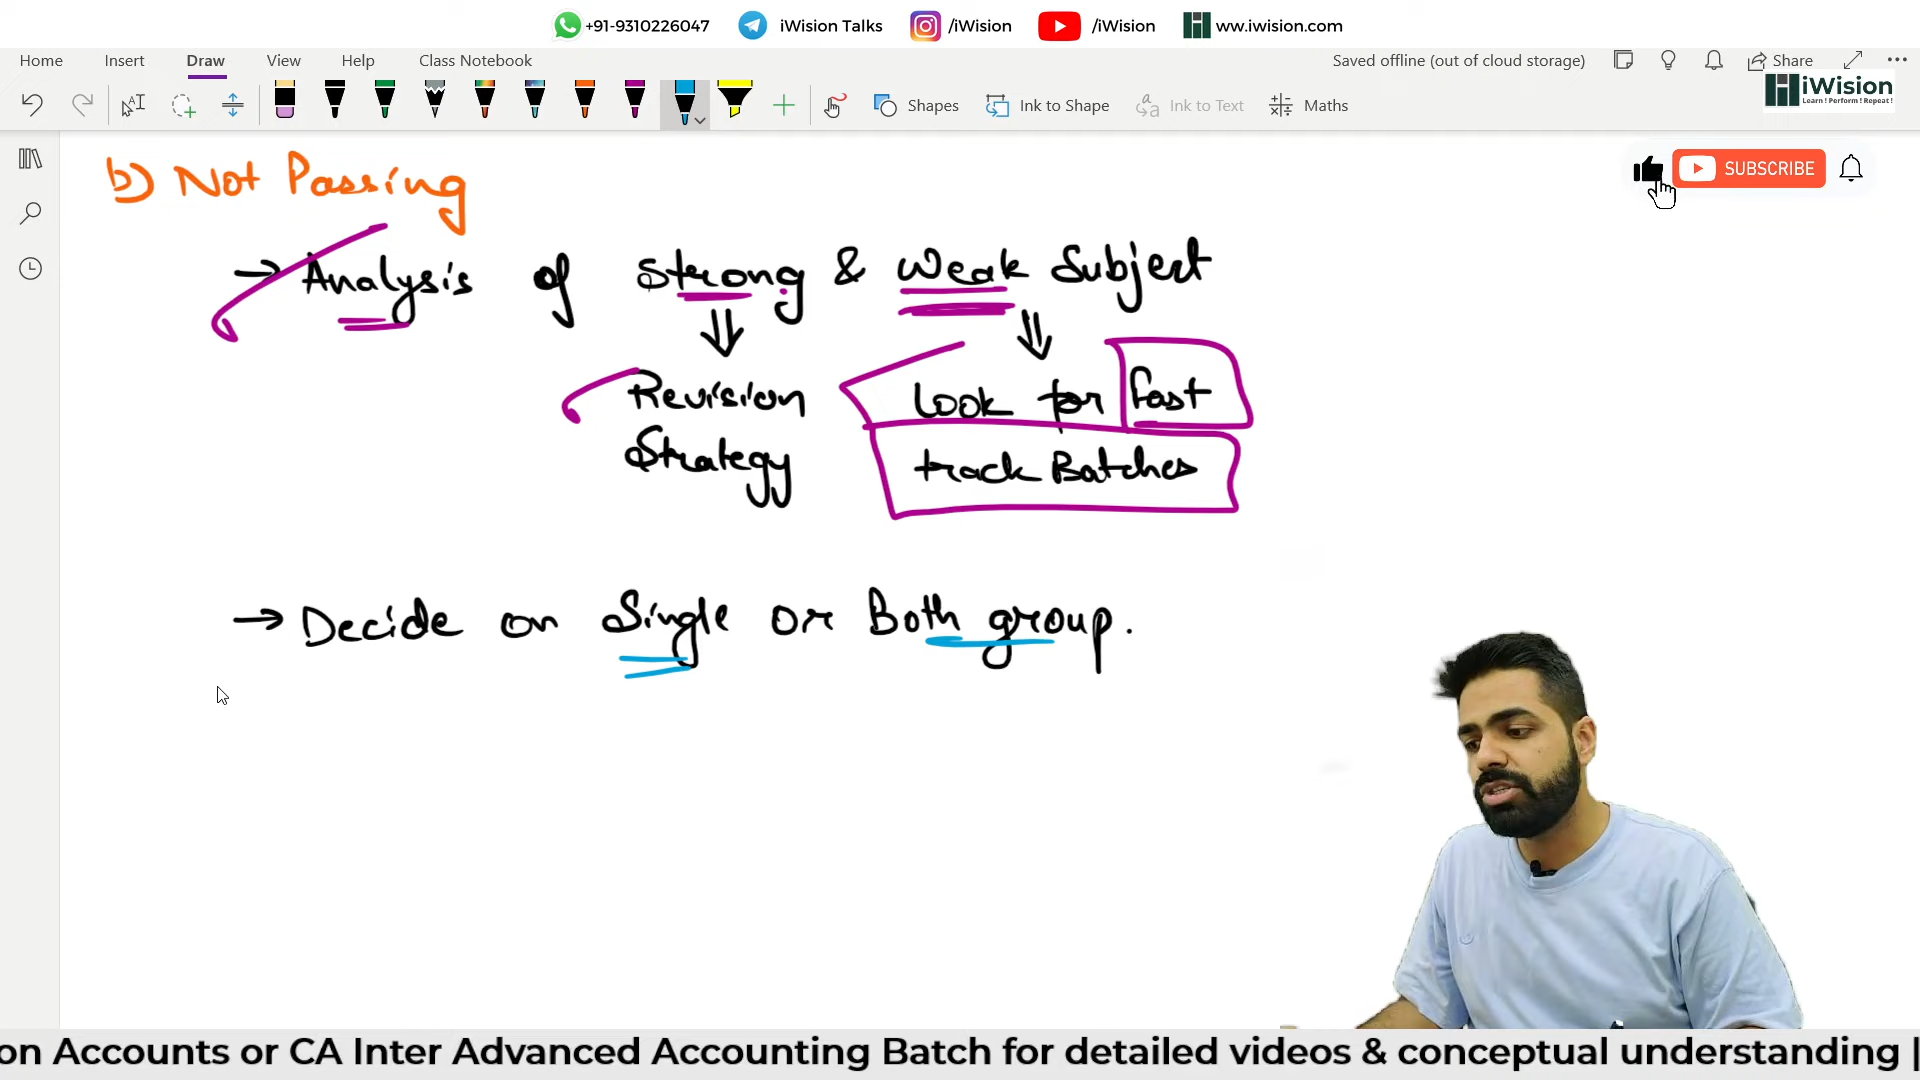 +91-9310226047 iWision Talks /iWision /iWision ww.iwision.com
Home Insert Draw View Help Class Notebook Saved offline (out of cloud storage) Share
Shapes Ink to Shape Ink to Text Maths
iWision
Learn ! Perform ! Repeat !
SUBSCRIBE
b) Not Passing
→ Analysis of Strong & Weak Subject
Revision Look for fast
Strategy track Batches
→ Decide on Single or Both group.
on Accounts or CA Inter Advanced Accounting Batch for detailed videos & conceptual understanding |